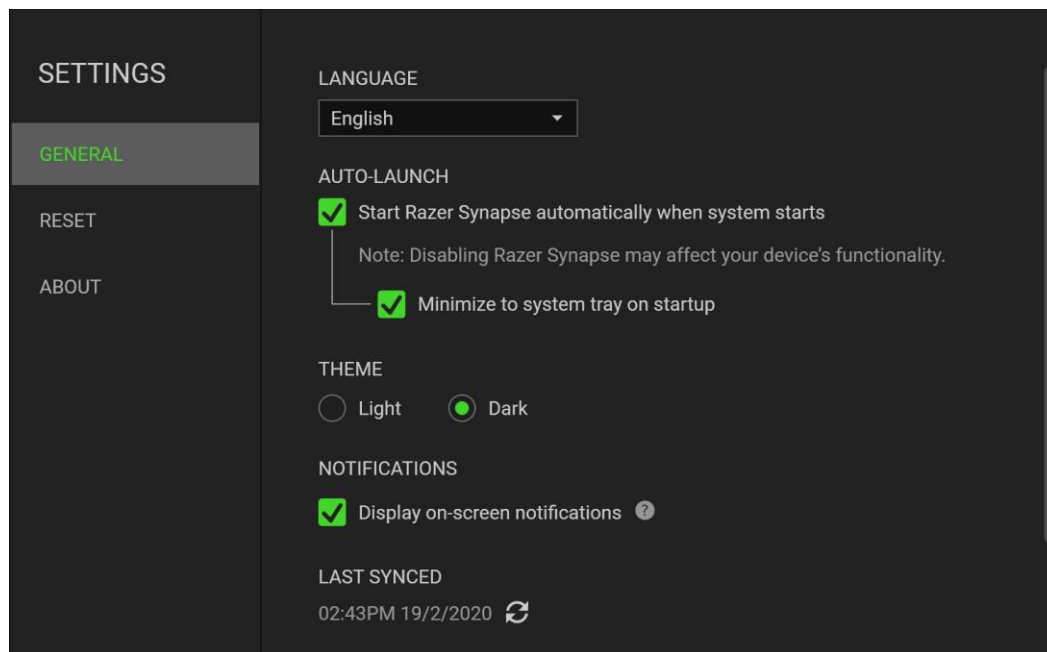 SETTINGS
GENERAL
RESET
ABOUT
LANGUAGE
English
AUTO-LAUNCH
Start Razer Synapse automatically when system starts
Note: Disabling Razer Synapse may affect your device’s functionality.
Minimize to system tray on startup
THEME
Light Dark
NOTIFICATIONS
Display on-screen notifications ?
LAST SYNCED
02:43PM 19/2/2020